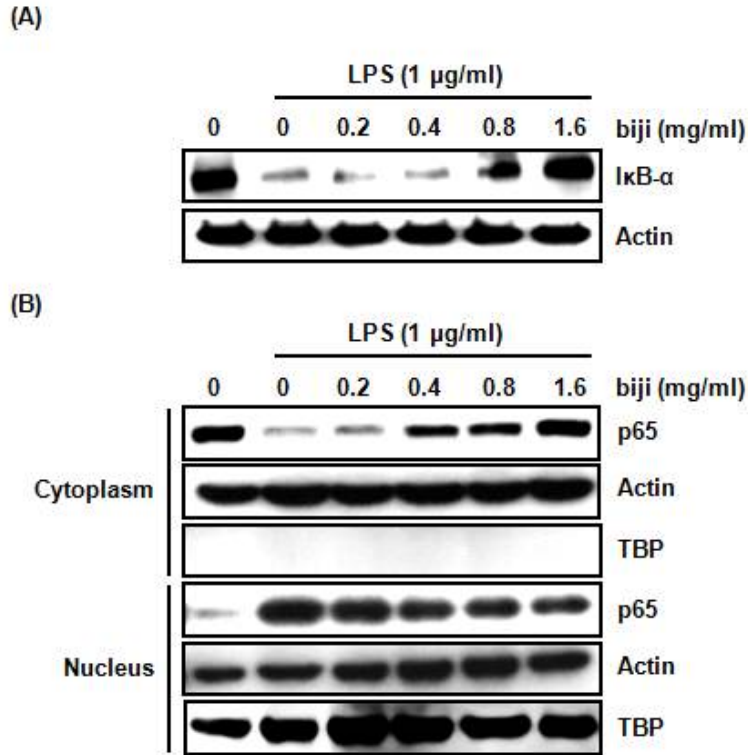 (A)
LPS (1 µg/ml)
0 0 0.2 0.4 0.8 1.6 biji (mg/ml)
IκB-α
Actin
(B)
LPS (1 µg/ml)
0 0 0.2 0.4 0.8 1.6 biji (mg/ml)
p65
Cytoplasm Actin
TBP
p65
Nucleus Actin
TBP